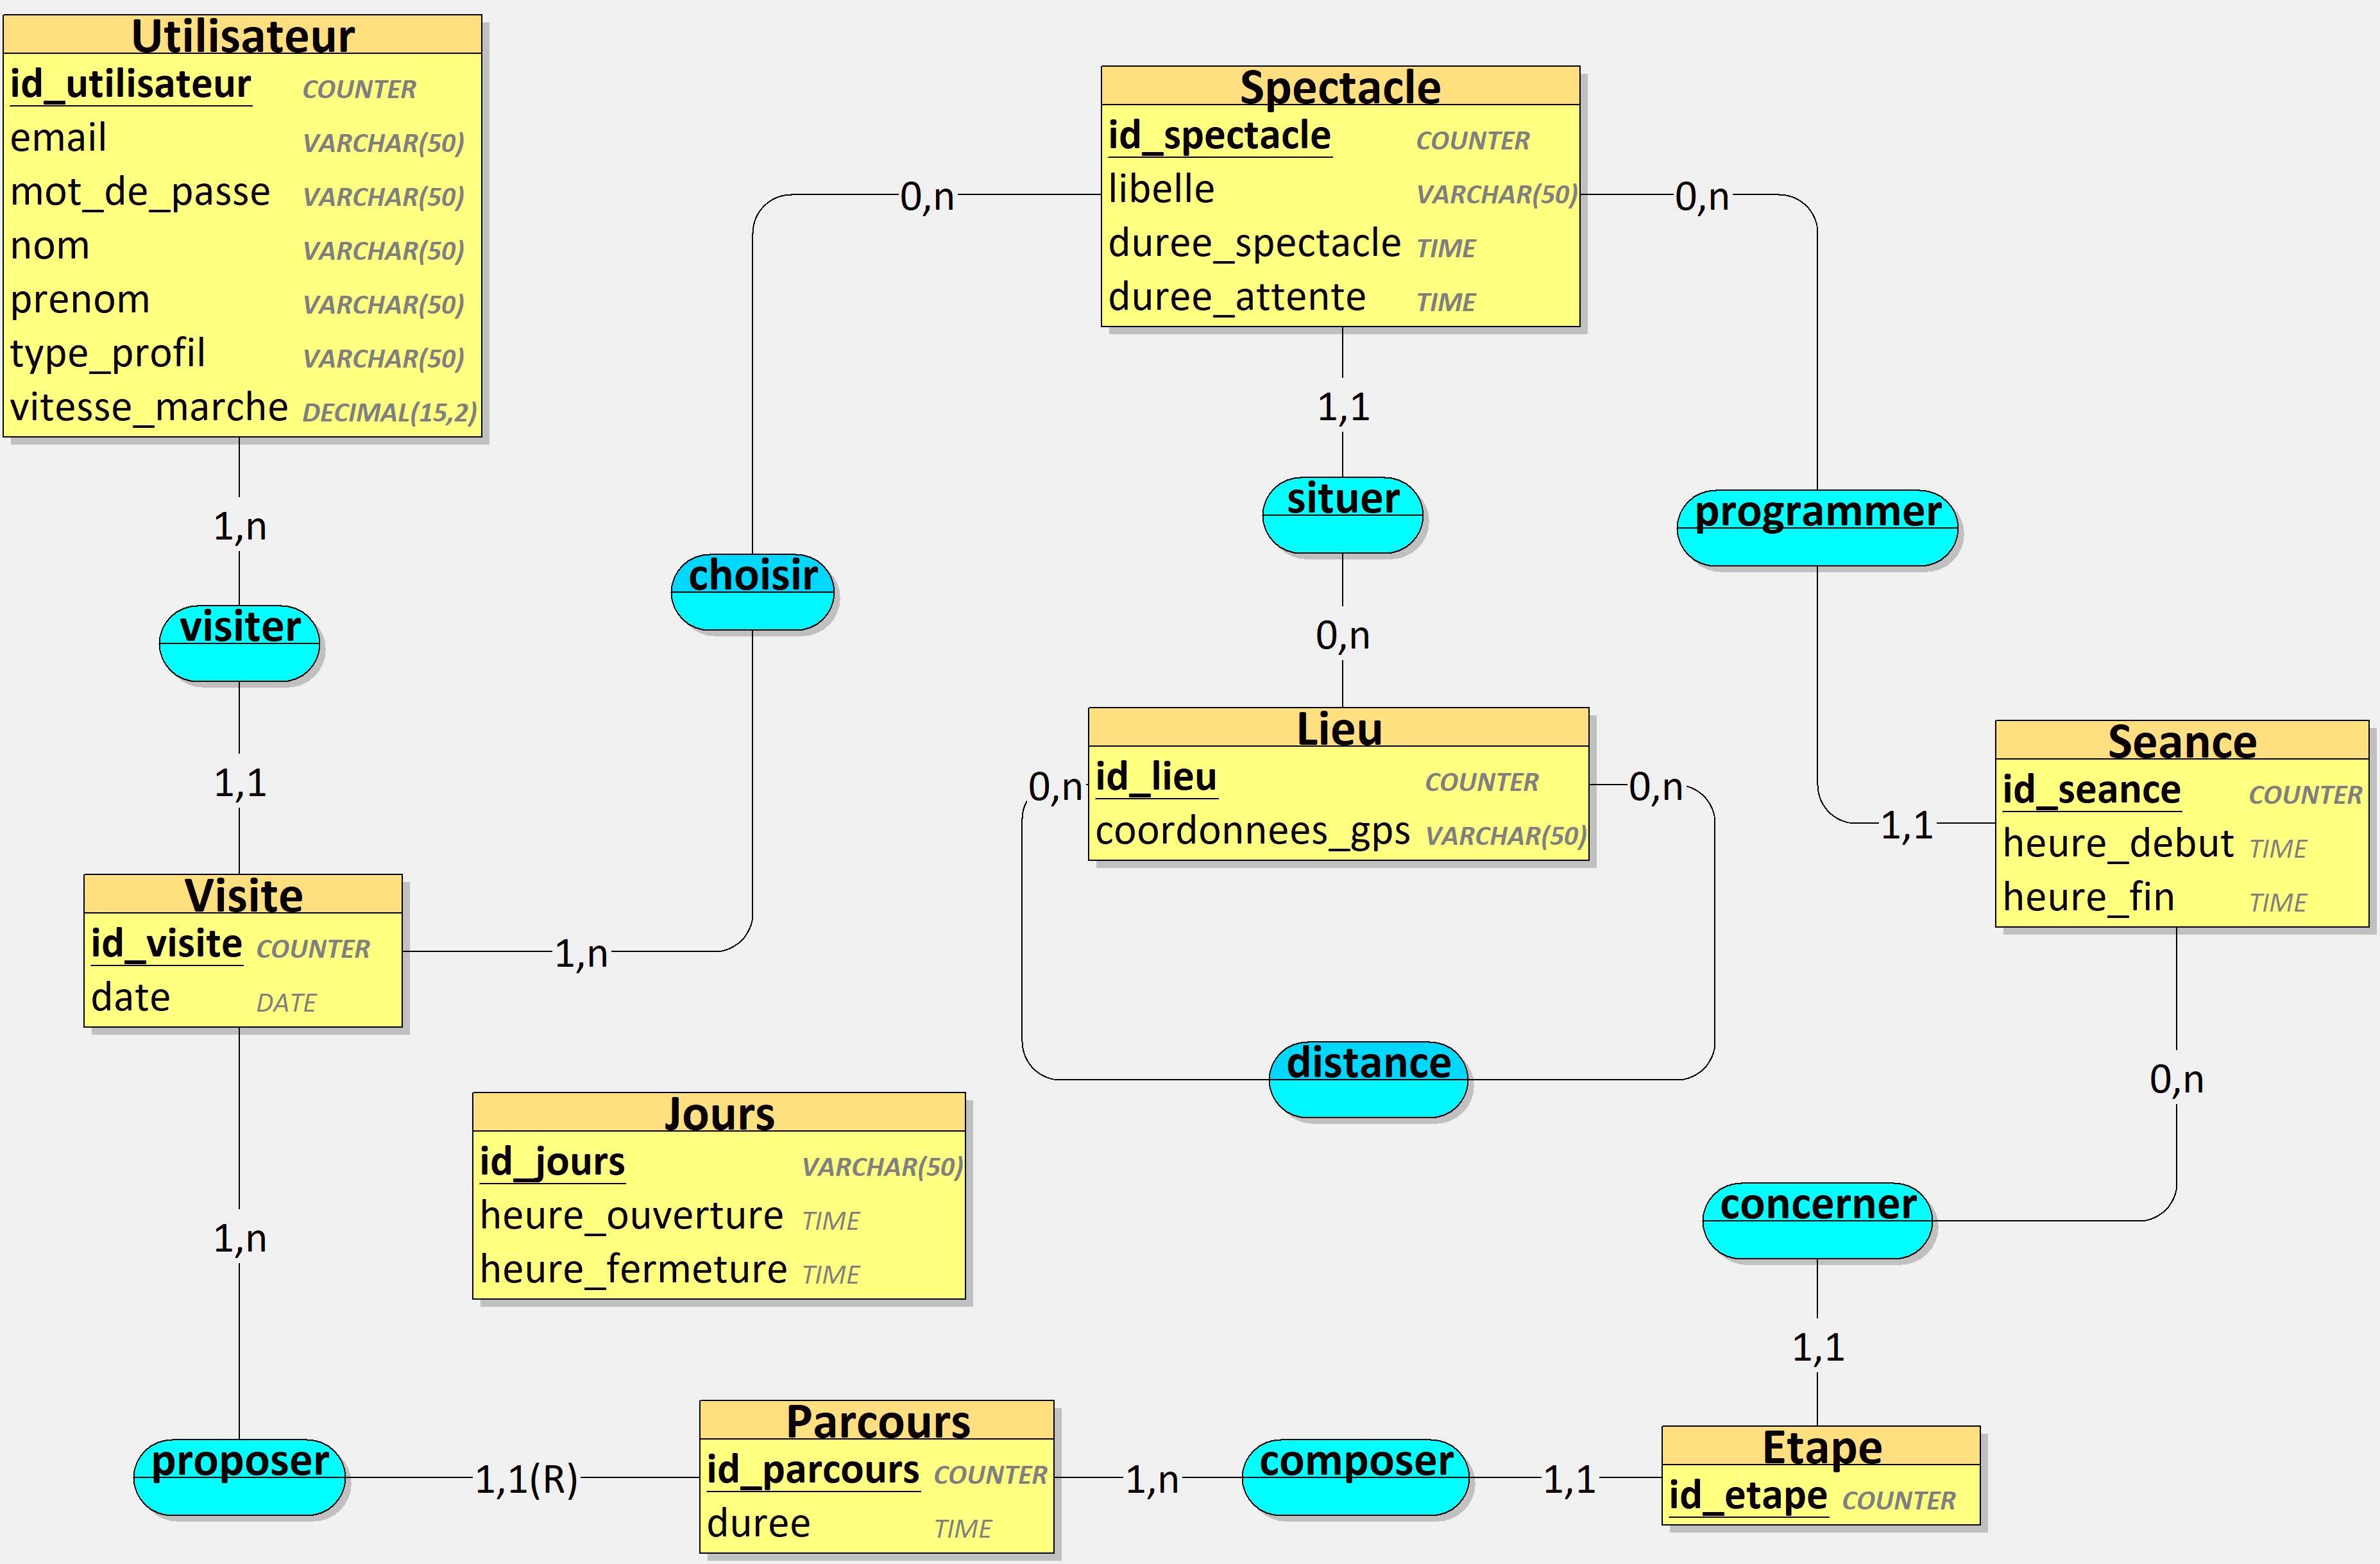 Utilisateur
id_utilisateur COUNTER
email VARCHAR(50)
mot_de_passe VARCHAR(50)
nom VARCHAR(50)
prenom VARCHAR(50)
type_profil VARCHAR(50)
vitesse_marche DECIMAL(15,2)
Spectacle
id_spectacle COUNTER
libelle VARCHAR(50)
duree_spectacle TIME
duree_attente TIME
0,n
0,n
1,1
situer
programmer
1,n
choisir
visiter
0,n
1,1
Lieu
id_lieu COUNTER
coordonnees_gps VARCHAR(50)
0,n
0,n
Seance
id_seance COUNTER
heure_debut TIME
heure_fin TIME
1,1
Visite
id_visite COUNTER
date DATE
1,n
distance
0,n
Jours
id_jours VARCHAR(50)
heure_ouverture TIME
heure_fermeture TIME
concerner
1,n
1,1
proposer
1,1(R)
Parcours
id_parcours COUNTER
duree TIME
1,n
composer
1,1
Etape
id_etape COUNTER